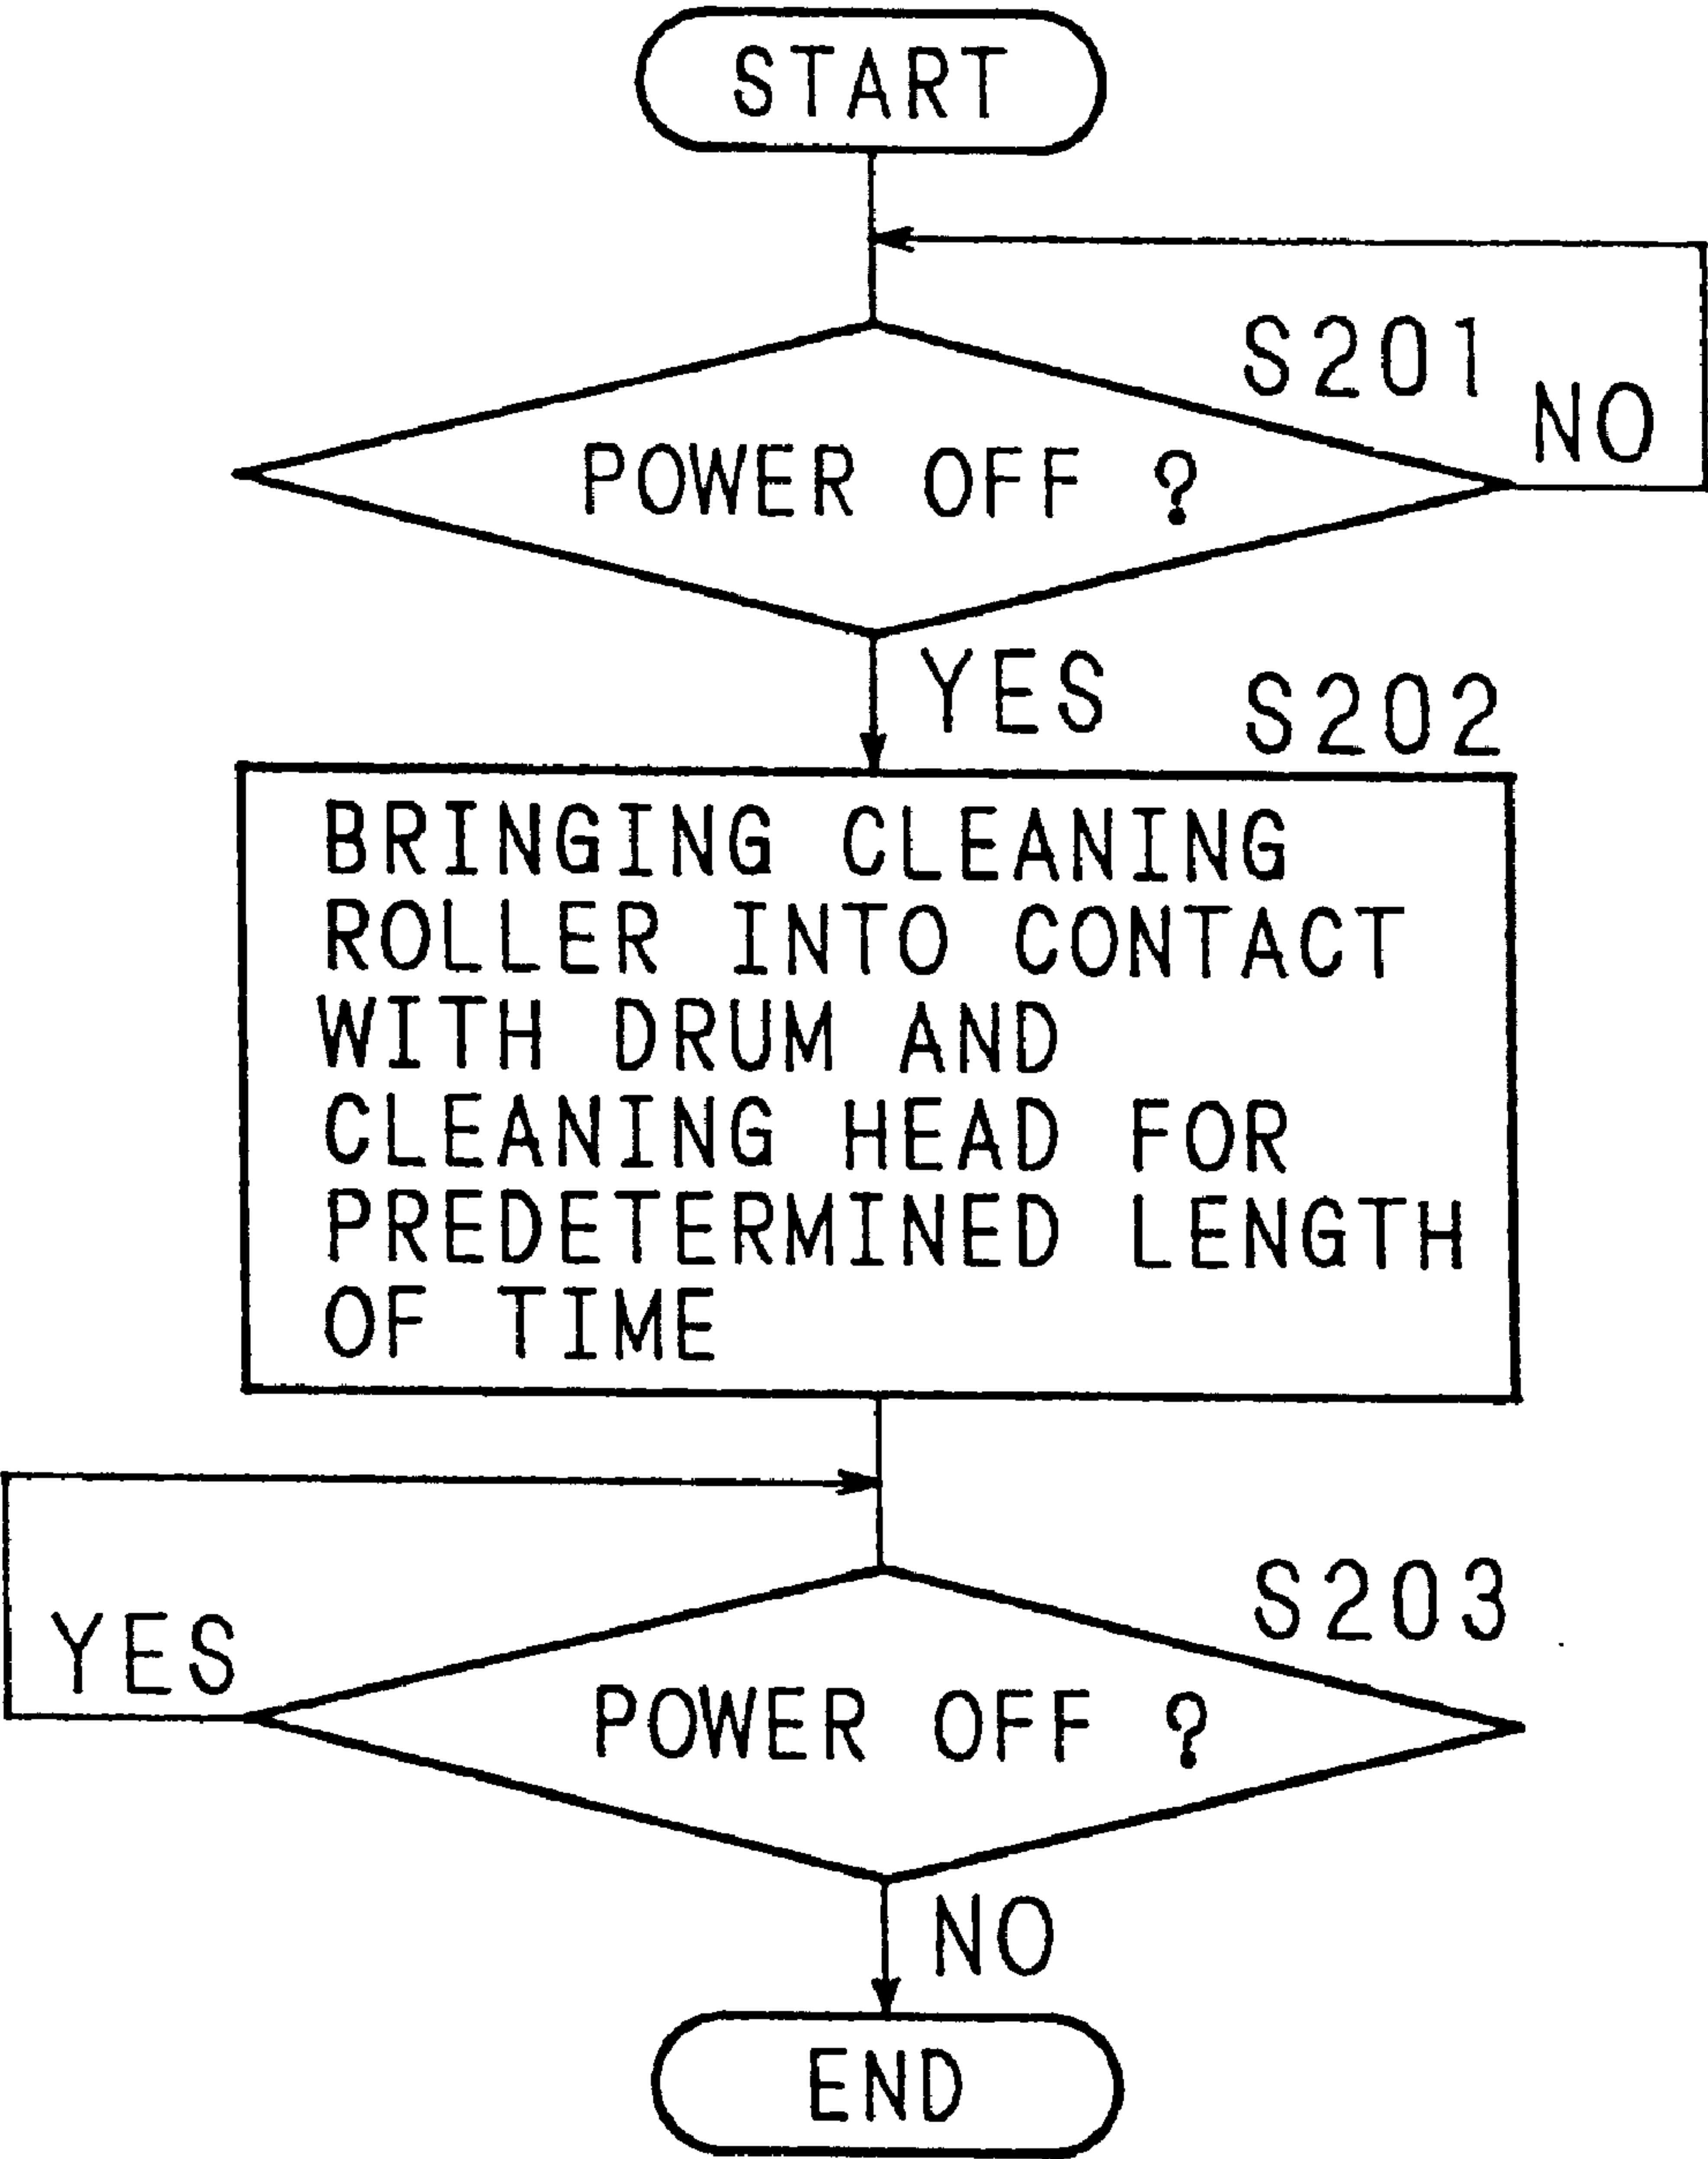 START
S201
NO
POWER OFF ?
YES
S202
BRINGING CLEANING
ROLLER INTO CONTACT
WITH DRUM AND
CLEANING HEAD FOR
PREDETERMINED LENGTH
OF TIME
S203
YES
POWER OFF ?
NO
END